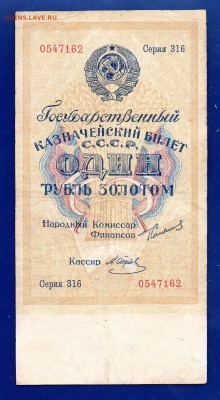 COINS.LAVE.RU
0547162 Серия 316
Государственный
КАЗНАЧЕЙСКИЙ БИЛЕТ
С.С.С.Р.
ОДИН
РУБЛЬ ЗОЛОТОМ
Народный Комиссар
Финансов
Кассир
Серия 316 0547162